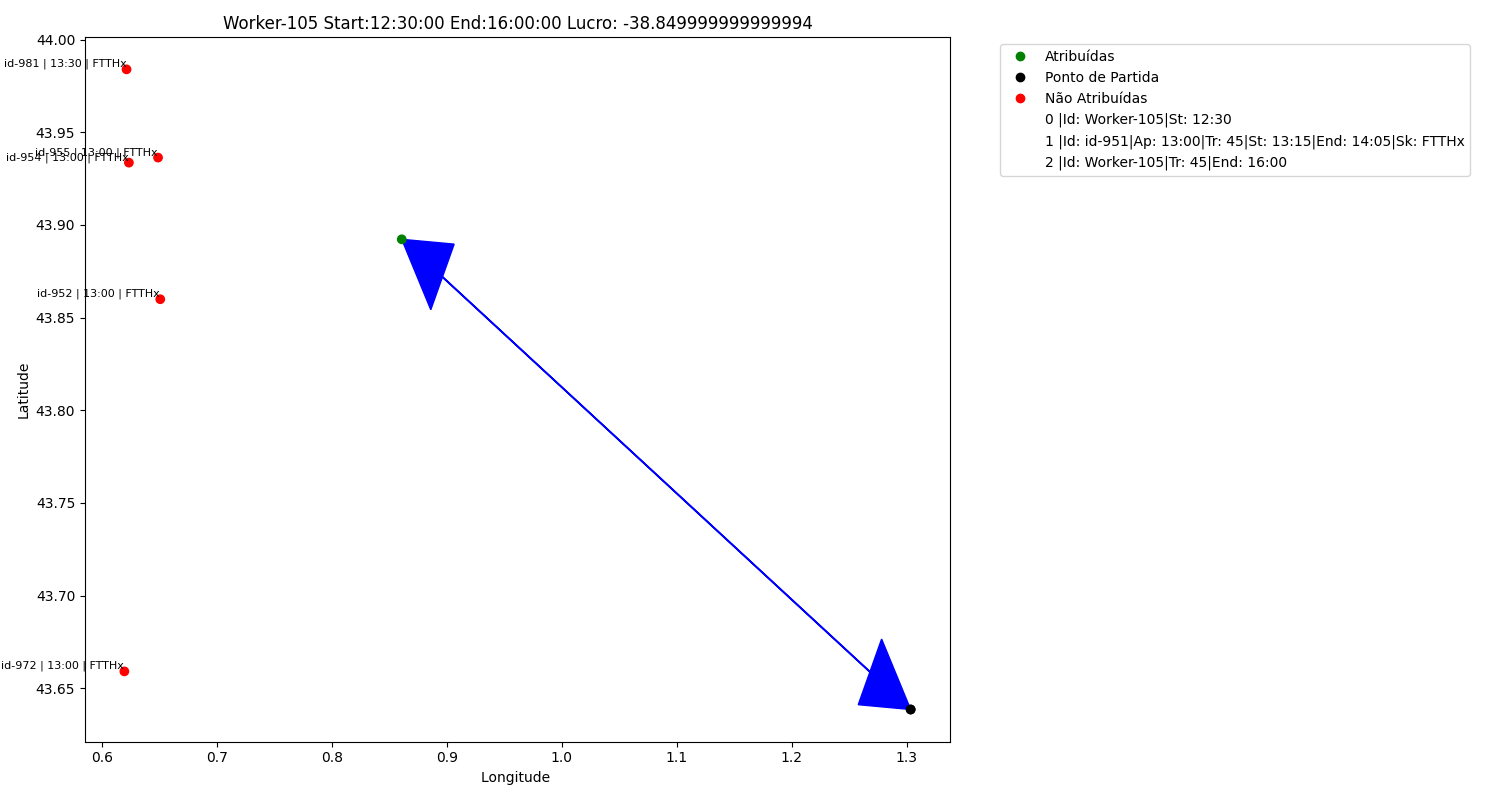 Worker-105 Start:12:30:00 End:16:00:00 Lucro: -38.849999999999994
44.00
43.95
43.90
43.85
43.80
43.75
43.70
43.65
Latitude
id-981 | 13:30 | FTTHx
id-955 | 13:00 | FTTHx
id-954 | 13:00 | FTTHx
id-952 | 13:00 | FTTHx
id-972 | 13:00 | FTTHx
0.6
0.7
0.8
0.9
1.0
1.1
1.2
1.3
Longitude
Atribuídas
Ponto de Partida
Não Atribuídas
0 |Id: Worker-105|St: 12:30
1 |Id: id-951|Ap: 13:00|Tr: 45|St: 13:15|End: 14:05|Sk: FTTHx
2 |Id: Worker-105|Tr: 45|End: 16:00